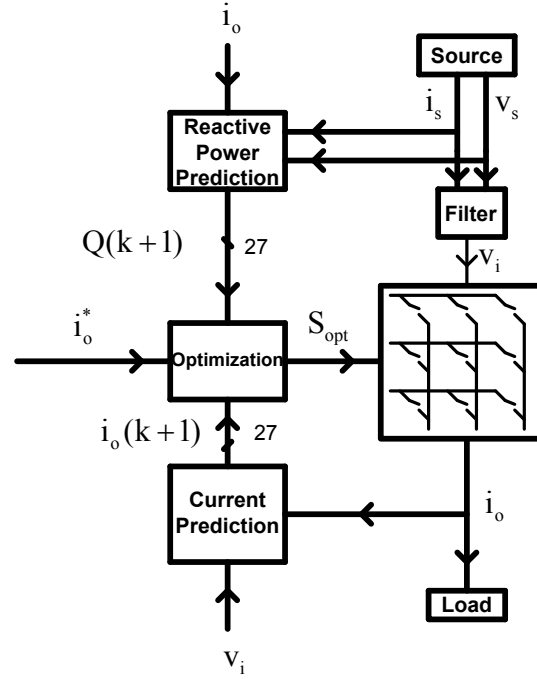 i_o
Source
i_s
v_s
Reactive
Power
Prediction
Filter
Q(k+1)
27
v_i
i_o^*
S_opt
Optimization
i_o(k+1)
27
Current
Prediction
i_o
Load
v_i